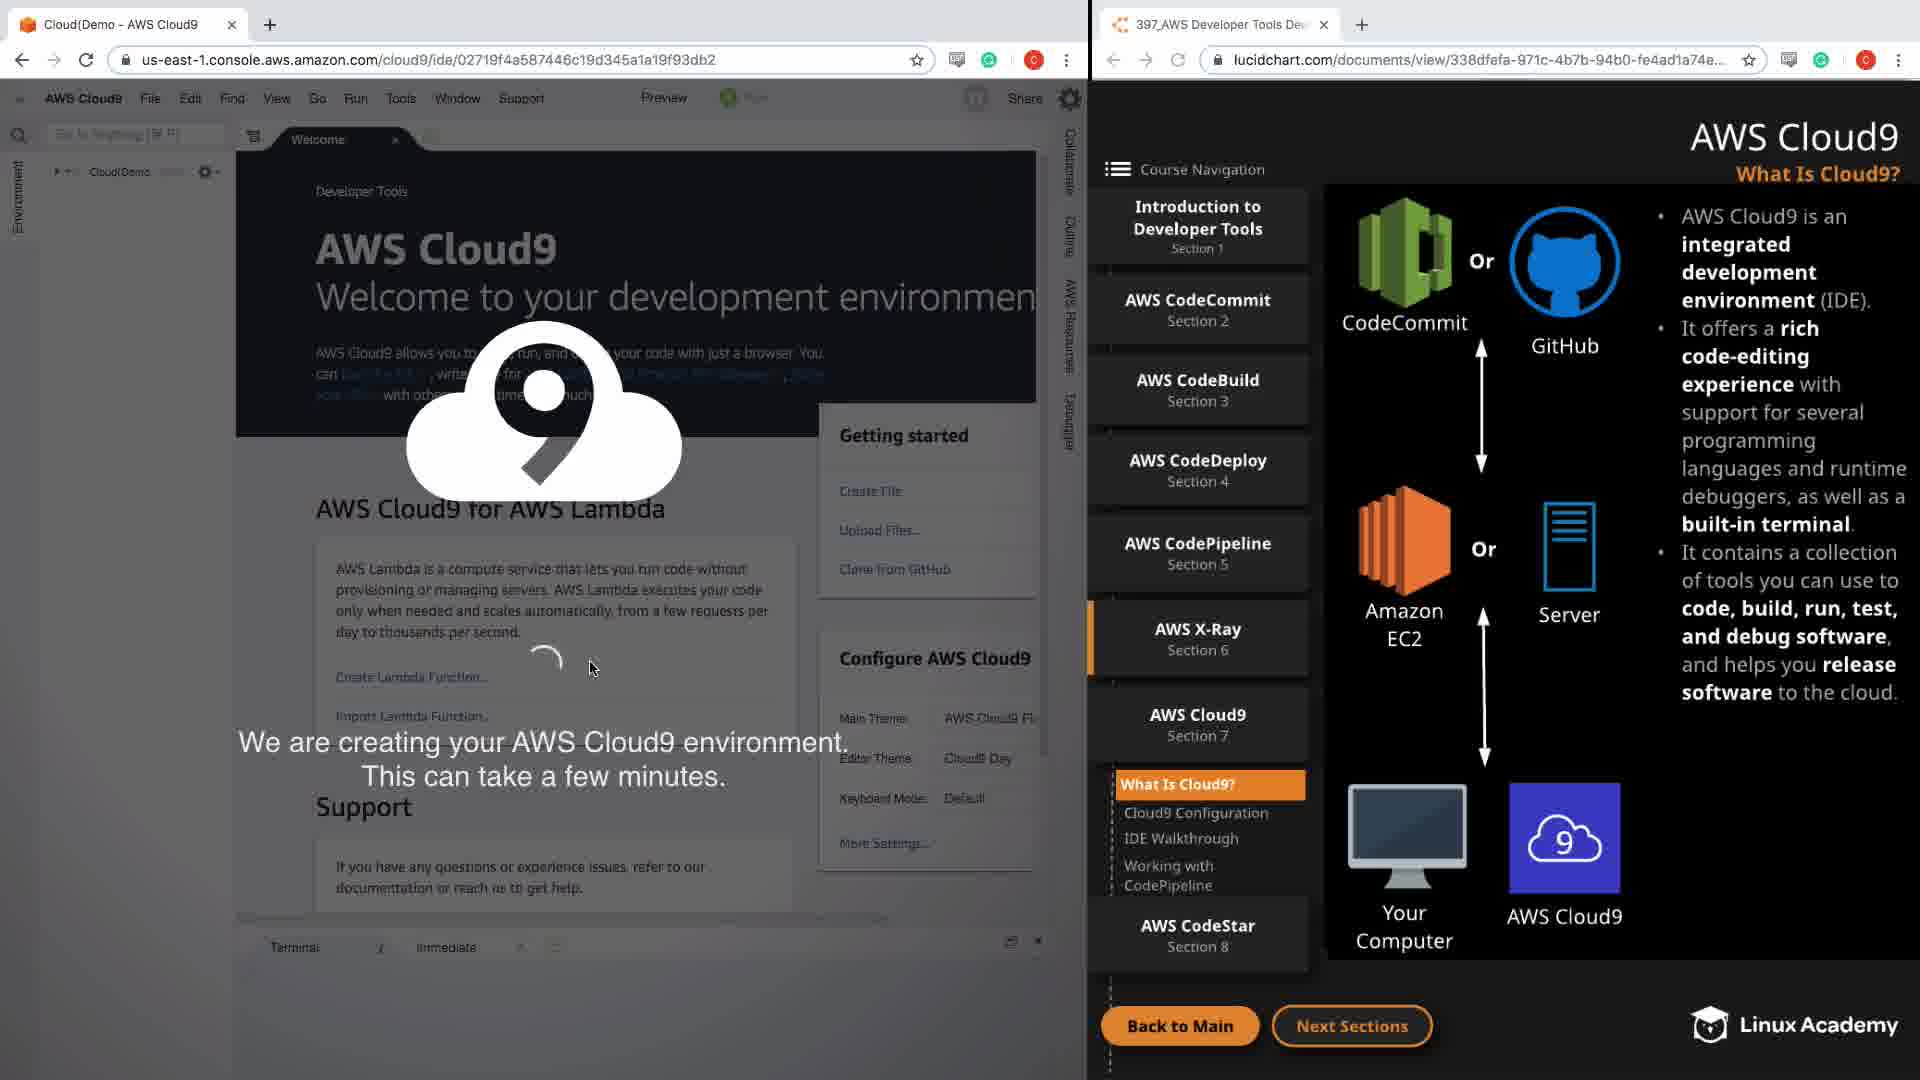 Cloud(Demo - AWS Cloud9
us-east-1.console.aws.amazon.com/cloud9/ide/02719f4a587446c19d345a1a19f93db2
AWS Cloud9 File Edit Find View Go Run Tools Window Support Preview Run Share
Go to Anything (⌘ P)
Welcome
Environment
Cloud(Demo
Collaborate
Outline
AWS Resources
Debugger
Developer Tools
AWS Cloud9
Welcome to your development environmen
AWS Cloud9 allows you to run, and your code with just a browser. You
can , write for
with othe time much
Getting started
Create File
Upload Files...
Clone from GitHub
AWS Cloud9 for AWS Lambda
AWS Lambda is a compute service that lets you run code without
provisioning or managing servers. AWS Lambda executes your code
only when needed and scales automatically, from a few requests per
day to thousands per second.
Create Lambda Function...
Import Lambda Function...
Configure AWS Cloud9
Main Theme: AWS Cloud9 Fl
Editor Theme: Cloud9 Day
Keyboard Mode: Default
More Settings...
We are creating your AWS Cloud9 environment.
This can take a few minutes.
Support
If you have any questions or experience issues, refer to our
documentation or reach us to get help.
Terminal Immediate
397_AWS Developer Tools Dev
lucidchart.com/documents/view/338dfefa-971c-4b7b-94b0-fe4ad1a74e...
C
C
AWS Cloud9
What Is Cloud9?
Course Navigation
Introduction to
Developer Tools
Section 1
AWS CodeCommit
Section 2
AWS CodeBuild
Section 3
AWS CodeDeploy
Section 4
AWS CodePipeline
Section 5
AWS X-Ray
Section 6
AWS Cloud9
Section 7
What Is Cloud9?
Cloud9 Configuration
IDE Walkthrough
Working with
CodePipeline
AWS CodeStar
Section 8
Back to Main
Next Sections
CodeCommit
Or
GitHub
Amazon
EC2
Or
Server
Your
Computer
9
AWS Cloud9
• AWS Cloud9 is an
integrated
development
environment (IDE).
• It offers a rich
code-editing
experience with
support for several
programming
languages and runtime
debuggers, as well as a
built-in terminal.
• It contains a collection
of tools you can use to
code, build, run, test,
and debug software,
and helps you release
software to the cloud.
Linux Academy